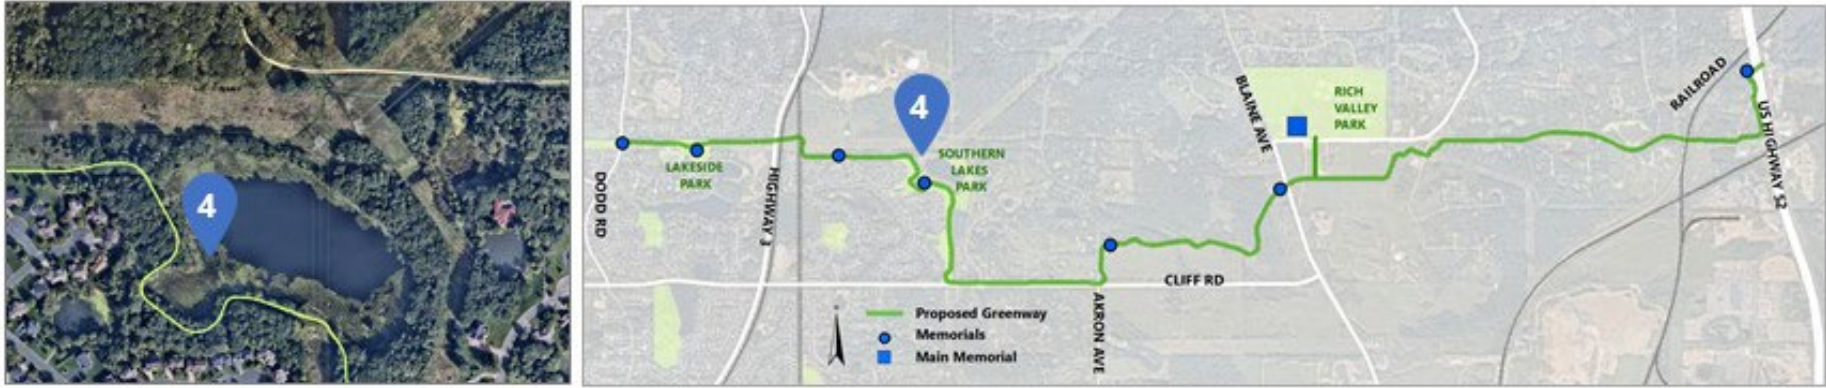 4
4
DODD RD
LAKESIDE
PARK
HIGHWAY 3
SOUTHERN
LAKES
PARK
BLAINE AVE
RICH
VALLEY
PARK
RAILROAD
US HIGHWAY 52
CLIFF RD
AKRON AVE
Proposed Greenway
Memorials
Main Memorial